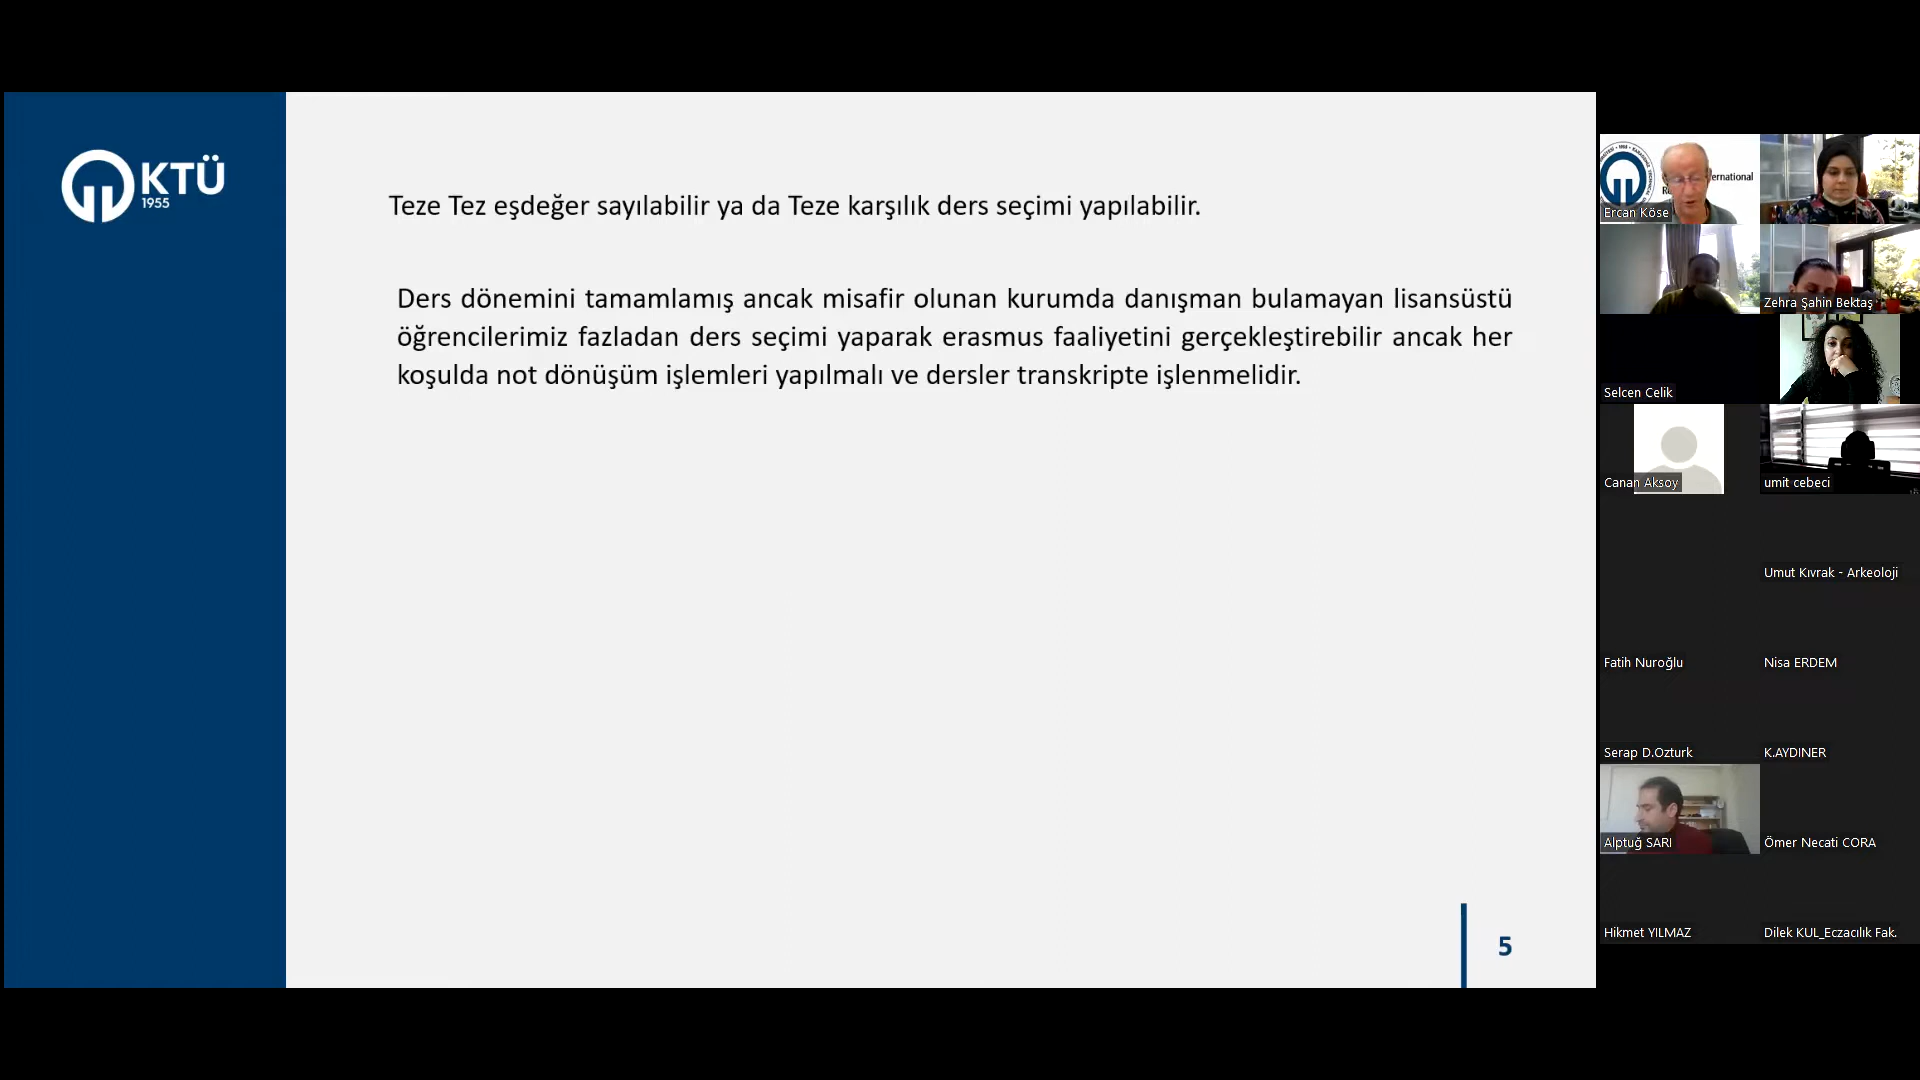 KTÜ
1955
Teze Tez eşdeğer sayılabilir ya da Teze karşılık ders seçimi yapılabilir.
Ders dönemini tamamlamış ancak misafir olunan kurumda danışman bulamayan lisansüstü
öğrencilerimiz fazladan ders seçimi yaparak erasmus faaliyetini gerçekleştirebilir ancak her
koşulda not dönüşüm işlemleri yapılmalı ve dersler transkripte işlenmelidir.
5
Ercan Köse
Zehra Şahin Bektaş
Selcen Celik
Canan Aksoy
umit cebeci
Umut Kıvrak - Arkeoloji
Fatih Nuroğlu
Nisa ERDEM
Serap D.Ozturk
K.AYDINER
Alptuğ SARI
Ömer Necati CORA
Hikmet YILMAZ
Dilek KUL_Eczacılık Fak.